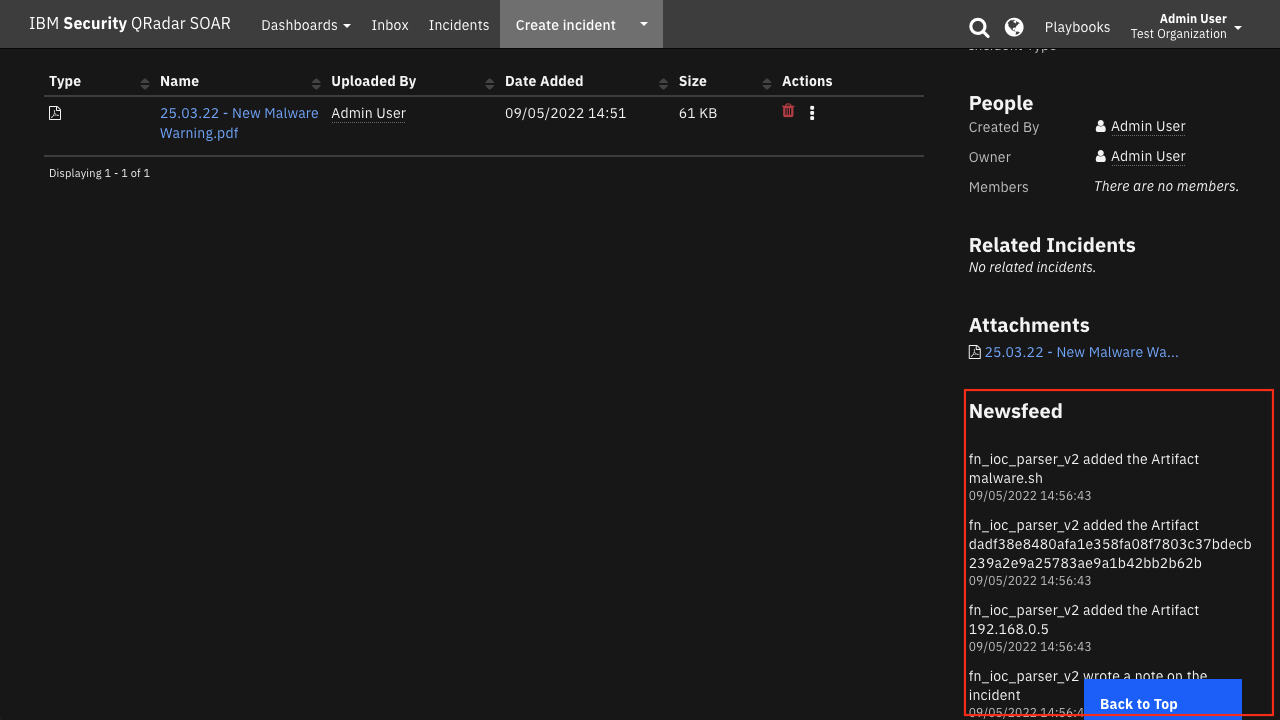 IBM Security QRadar SOAR Dashboards Inbox Incidents Create incident Playbooks Admin User
Test Organization
Incident Type
Type Name Uploaded By Date Added Size Actions
25.03.22 - New Malware Warning.pdf Admin User 09/05/2022 14:51 61 KB
Displaying 1 - 1 of 1
People
Created By Admin User
Owner Admin User
Members There are no members.
Related Incidents
No related incidents.
Attachments
25.03.22 - New Malware Wa...
Newsfeed
fn_ioc_parser_v2 added the Artifact
malware.sh
09/05/2022 14:56:43
fn_ioc_parser_v2 added the Artifact
dadf38e8480afa1e358fa08f7803c37bdecb
239a2e9a25783ae9a1b42bb2b62b
09/05/2022 14:56:43
fn_ioc_parser_v2 added the Artifact
192.168.0.5
09/05/2022 14:56:43
fn_ioc_parser_v2 wrote a note on the
incident
09/05/2022 14:56:4
Back to Top